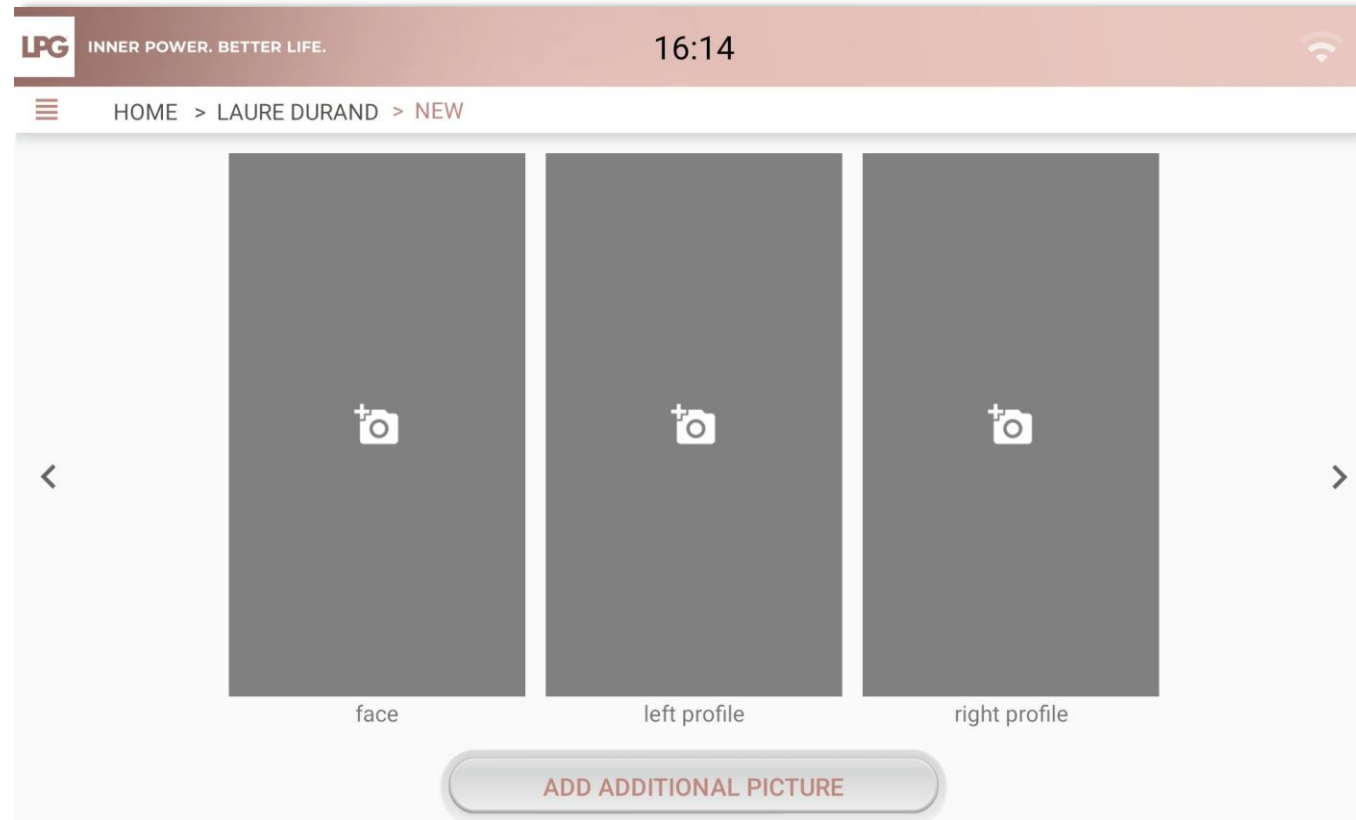 LPG INNER POWER. BETTER LIFE. 16:14
HOME > LAURE DURAND > NEW
face left profile right profile
ADD ADDITIONAL PICTURE